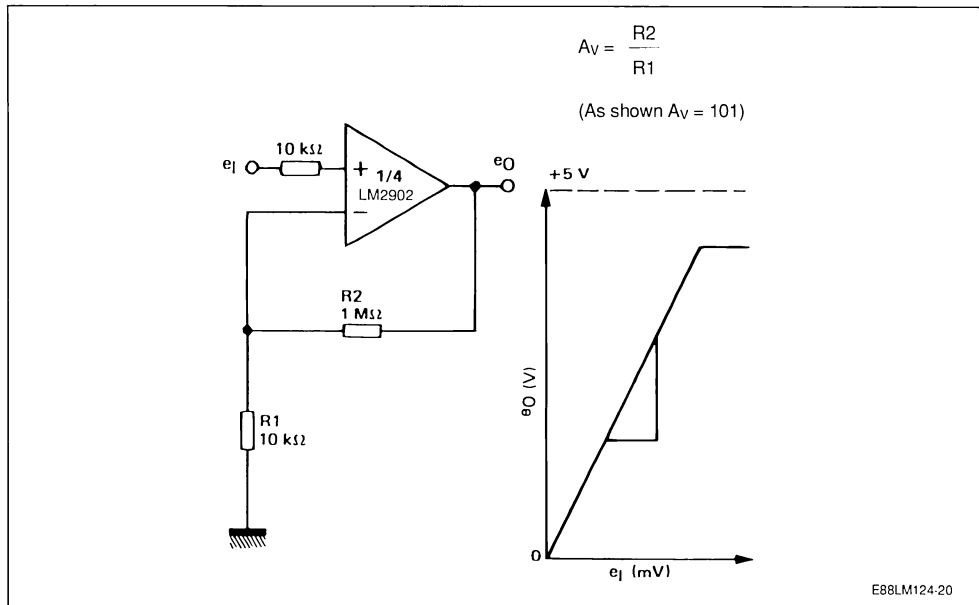 AV = R2
R1
(As shown AV = 101)
10 kΩ
eI
eO
+
1/4
LM2902
−
+5 V
R2
1 MΩ
R1
10 kΩ
eO (V)
0
eI (mV)
E88LM124-20